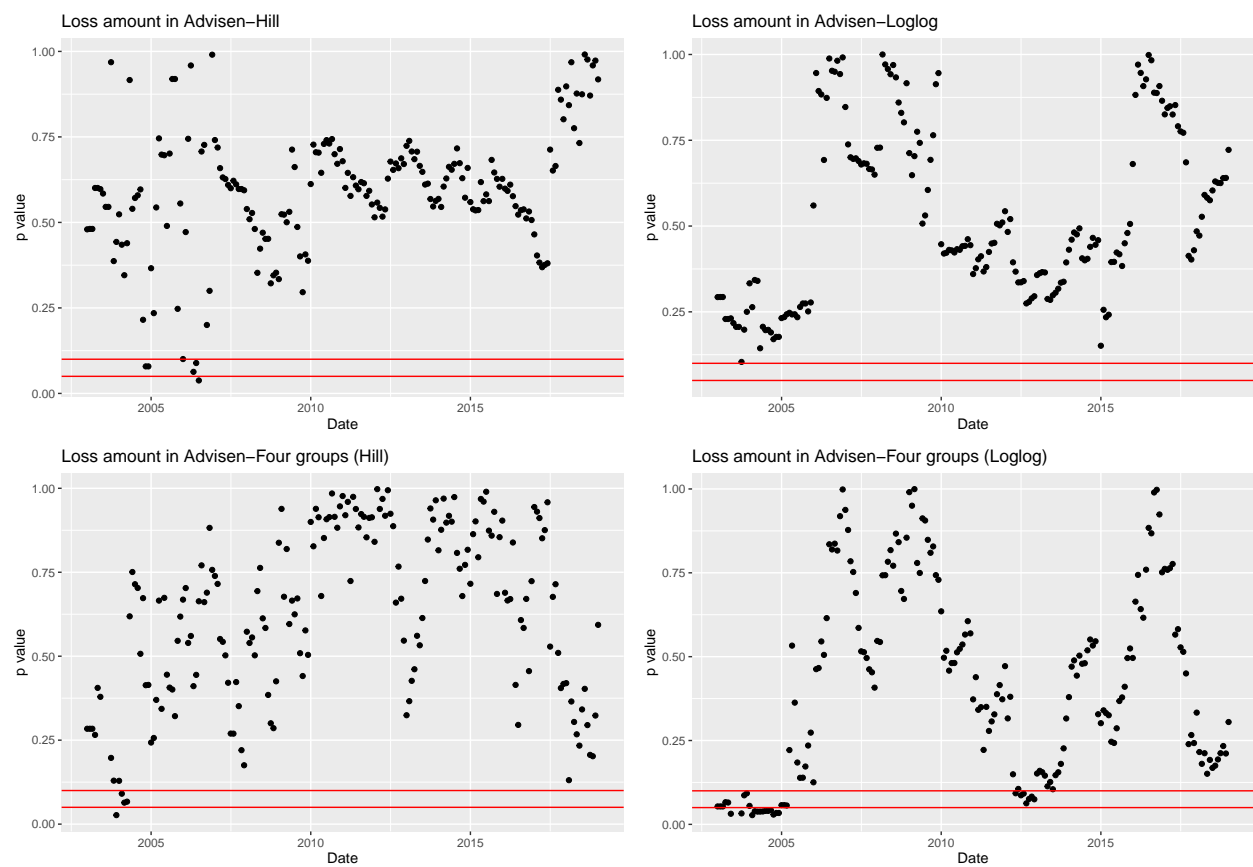 Loss amount in Advisen−Hill
1.00
0.75
0.50
0.25
0.00
p value
2005
2010
2015
Date
Loss amount in Advisen−Loglog
1.00
0.75
0.50
0.25
p value
2005
2010
2015
Date
Loss amount in Advisen−Four groups (Hill)
1.00
0.75
0.50
0.25
0.00
p value
2005
2010
2015
Date
Loss amount in Advisen−Four groups (Loglog)
1.00
0.75
0.50
0.25
0.00
p value
2005
2010
2015
Date